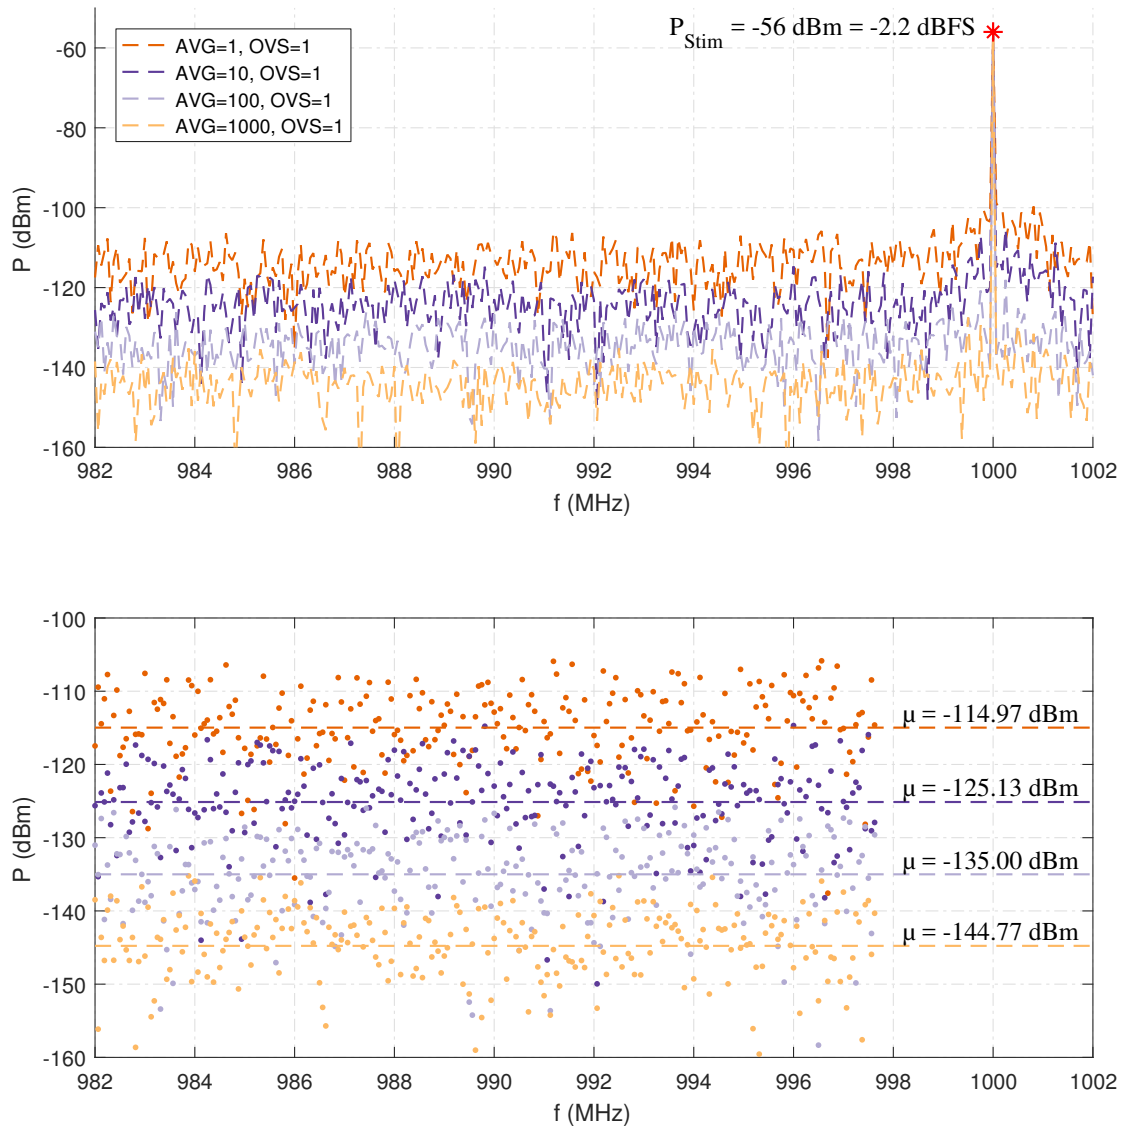 P_Stim = -56 dBm = -2.2 dBFS
AVG=1, OVS=1
AVG=10, OVS=1
AVG=100, OVS=1
AVG=1000, OVS=1
-60
-80
-100
-120
-140
-160
P (dBm)
982 984 986 988 990 992 994 996 998 1000 1002
f (MHz)
-100
-110
-120
-130
-140
-150
-160
P (dBm)
μ = -114.97 dBm
μ = -125.13 dBm
μ = -135.00 dBm
μ = -144.77 dBm
982 984 986 988 990 992 994 996 998 1000 1002
f (MHz)